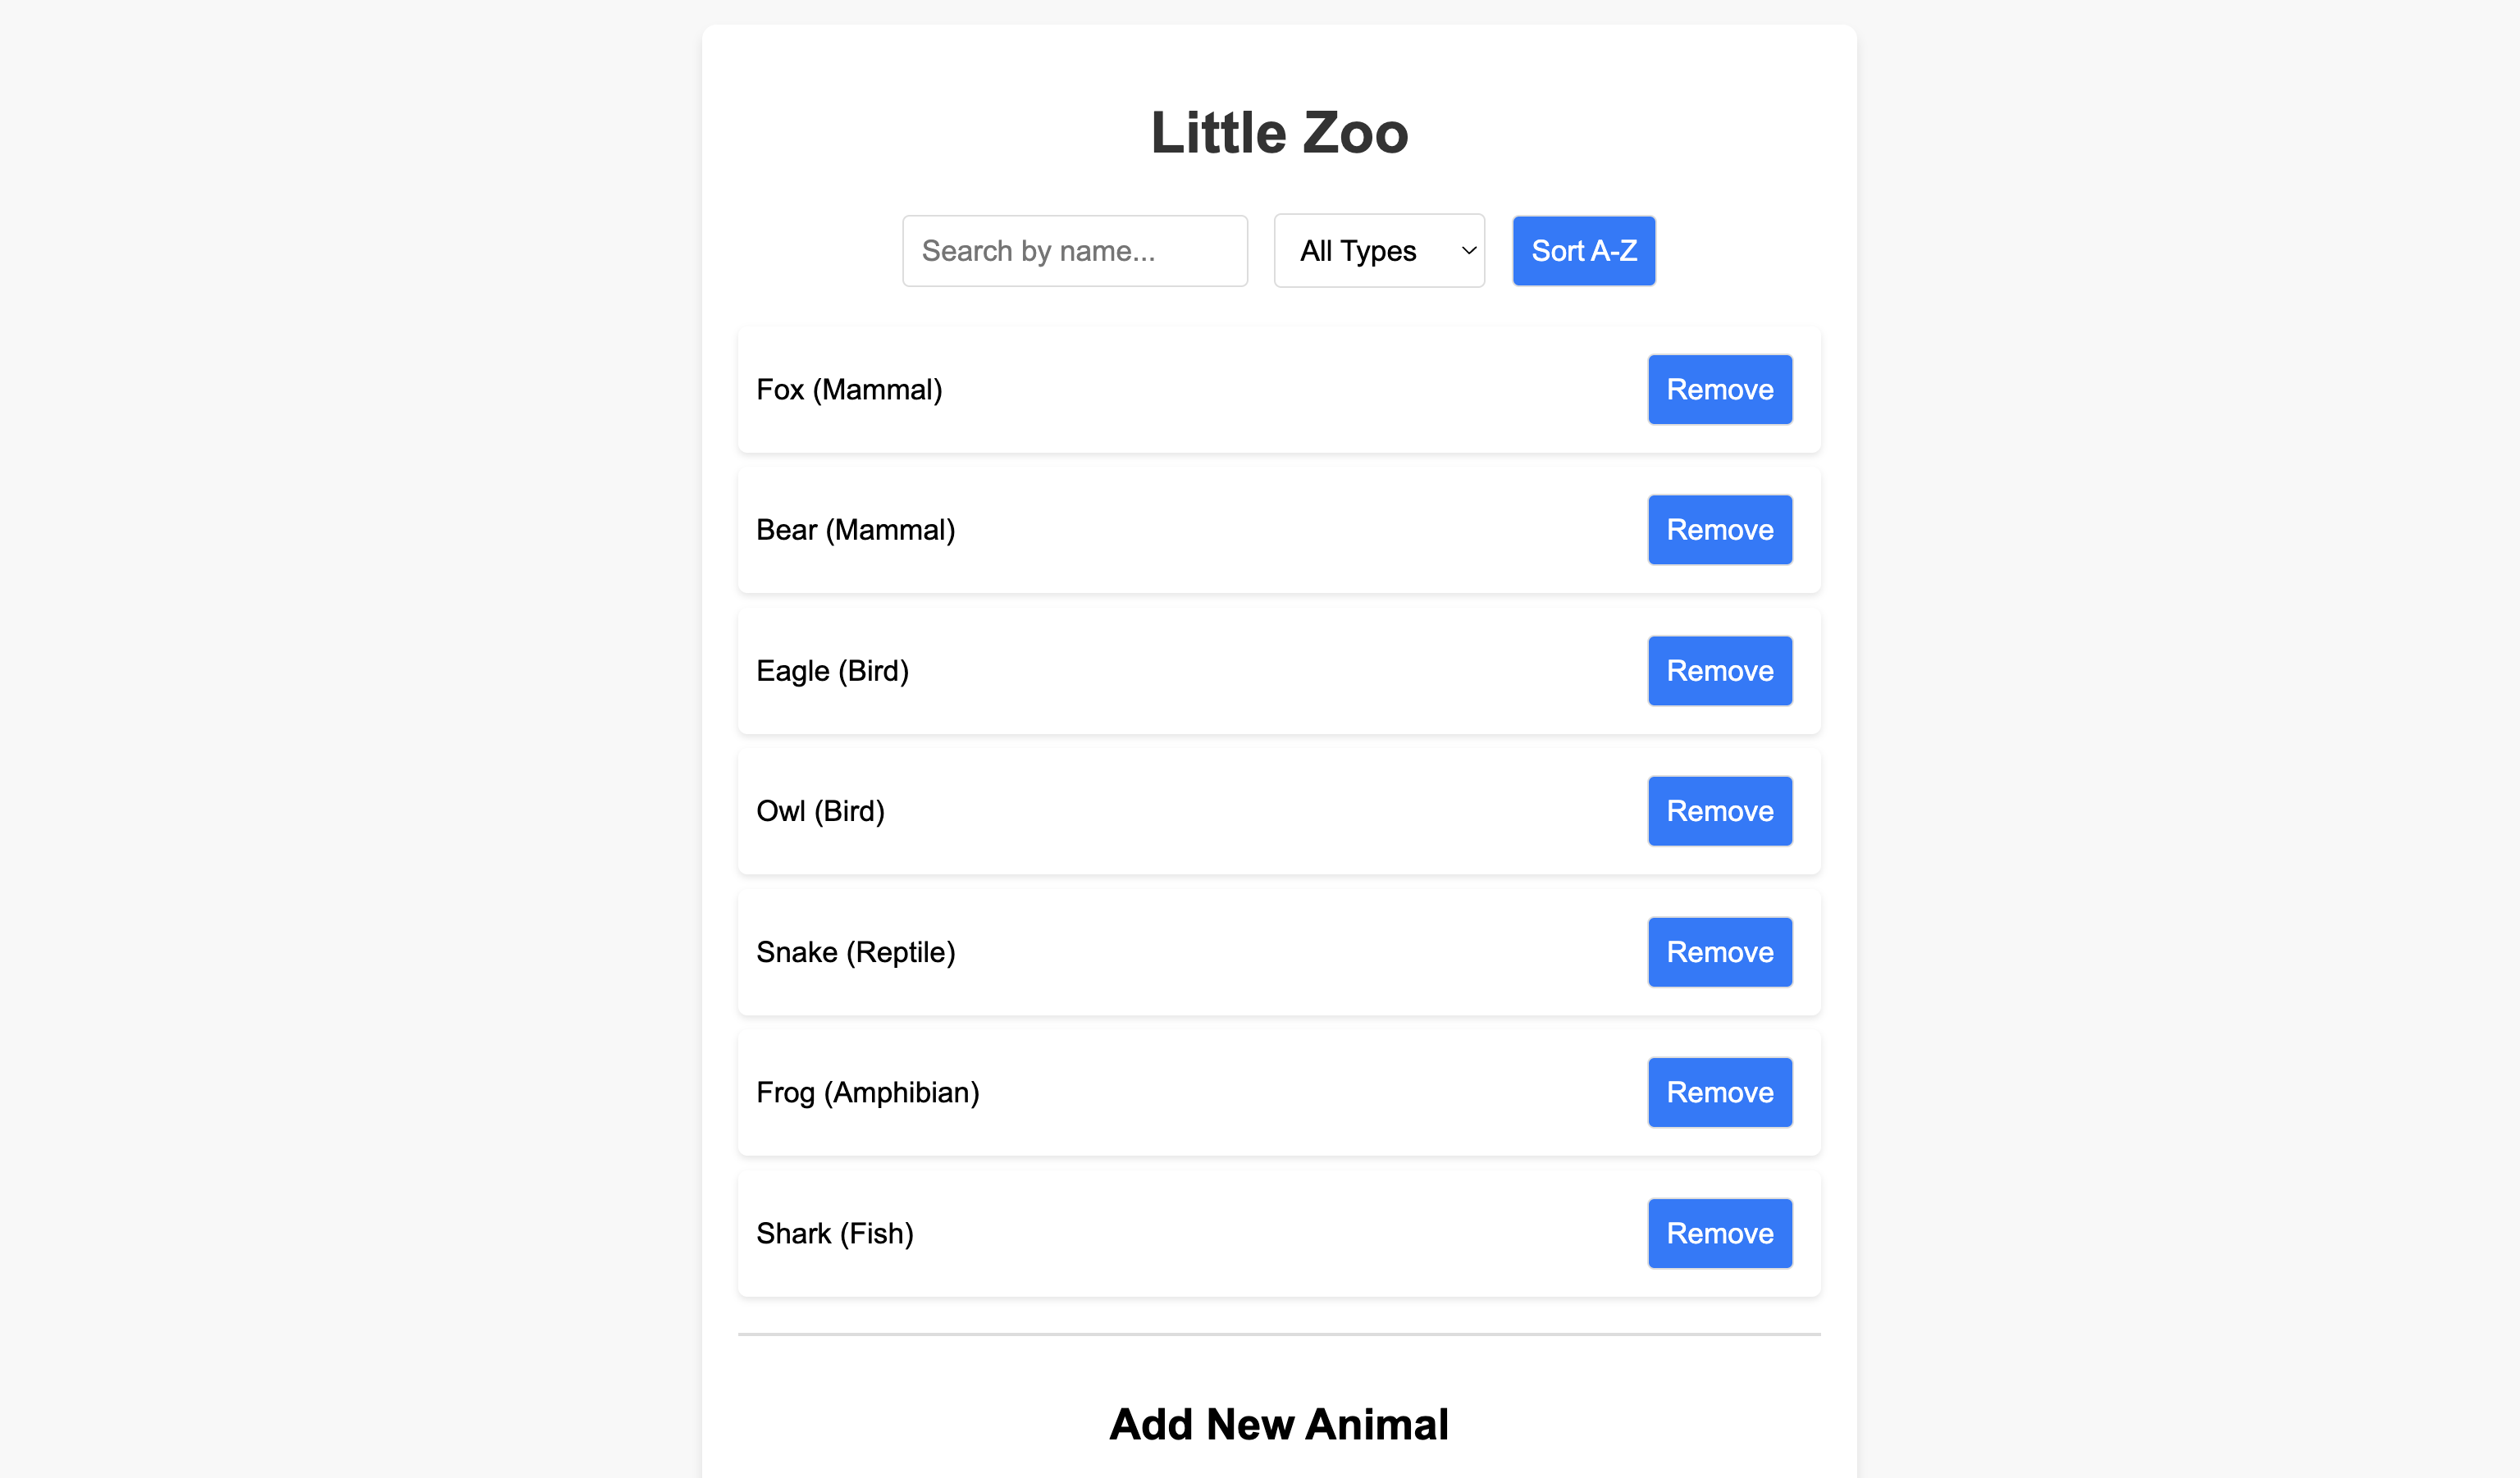 Little Zoo
Search by name... All Types Sort A-Z
Fox (Mammal) Remove
Bear (Mammal) Remove
Eagle (Bird) Remove
Owl (Bird) Remove
Snake (Reptile) Remove
Frog (Amphibian) Remove
Shark (Fish) Remove
Add New Animal